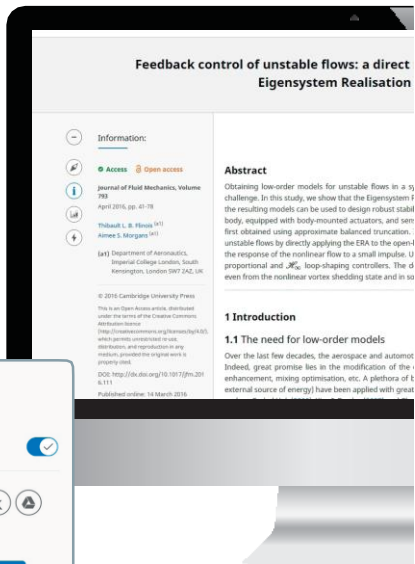 Feedback control of unstable flows: a direct
Eigensystem Realisation
Information:
Access Open access
Journal of Fluid Mechanics, Volume
793
April 2016, pp. 41-78
Thibault L. B. Flinois (a1)
Aimee S. Morgans (a1)
(a1) Department of Aeronautics,
Imperial College London, South
Kensington, London SW7 2AZ, UK
© 2016 Cambridge University Press
This is an Open Access article, distributed
under the terms of the Creative Commons
Attribution licence
(http://creativecommons.org/licenses/by/4.0/),
which permits unrestricted re-use,
distribution, and reproduction in any
medium, provided the original work is
properly cited.
DOI: http://dx.doi.org/10.1017/jfm.201
6.111
Published online: 14 March 2016
Abstract
Obtaining low-order models for unstable flows in a sy
challenge. In this study, we show that the Eigensystem R
the resulting models can be used to design robust stabil
body, equipped with body-mounted actuators, and sens
first obtained using approximate balanced truncation.
unstable flows by directly applying the ERA to the open-l
the response of the nonlinear flow to a small impulse. U
proportional and ℋ∞ loop-shaping controllers. The d
even from the nonlinear vortex shedding state and in so
1 Introduction
1.1 The need for low-order models
Over the last few decades, the aerospace and automot
Indeed, great promise lies in the modification of the
enhancement, mixing optimisation, etc. A plethora of b
external source of energy) have been applied with great